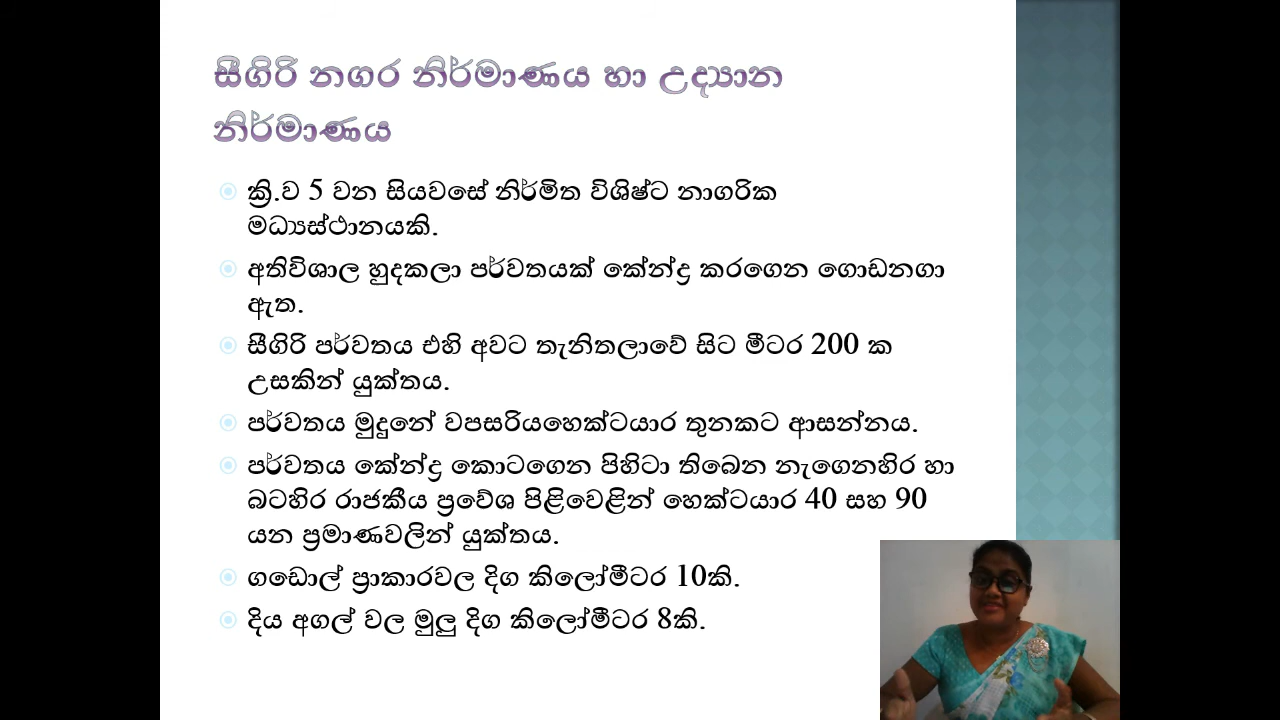 සීගිරි නගර නිර්මාණය හා උද්‍යාන
නිර්මාණය
ක්‍රි.ව 5 වන සියවසේ නිර්මිත විශිෂ්ට නාගරික
මධ්‍යස්ථානයකි.
අතිවිශාල හුදකලා පර්වතයක් කේන්ද්‍ර කරගෙන ගොඩනගා
ඇත.
සීගිරි පර්වතය එහි අවට තැනිතලාවේ සිට මීටර 200 ක
උසකින් යුක්තය.
පර්වතය මුදුනේ වපසරියහෙක්ටයාර තුනකට ආසන්නය.
පර්වතය කේන්ද්‍ර කොටගෙන පිහිටා තිබෙන නැගෙනහිර හා
බටහිර රාජකීය ප්‍රවේශ පිළිවෙළින් හෙක්ටයාර 40 සහ 90
යන ප්‍රමාණවලින් යුක්තය.
ගඩොල් ප්‍රාකාරවල දිග කිලෝමීටර 10කි.
දිය අගල් වල මුලු දිග කිලෝමීටර 8කි.